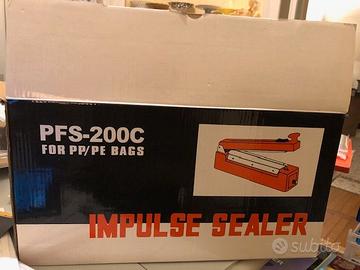 PFS-200C
FOR PP/PE BAGS
IMPULSE SEALER
subito